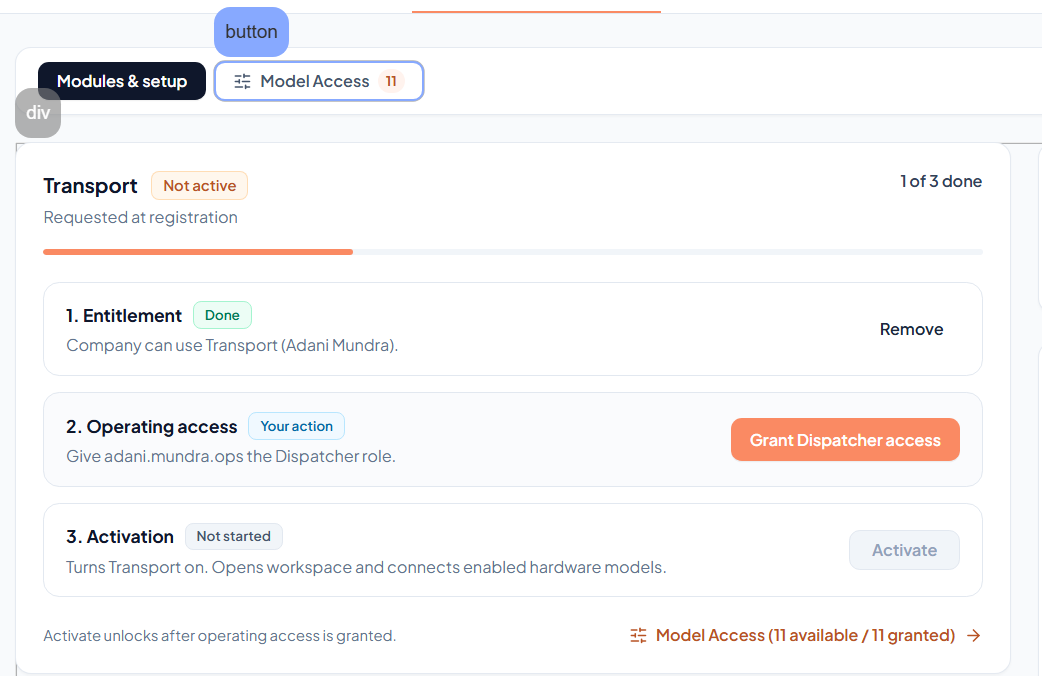 button
Modules & setup
Model Access 11
div
Transport Not active
1 of 3 done
Requested at registration
1. Entitlement Done
Company can use Transport (Adani Mundra).
Remove
2. Operating access Your action
Give adani.mundra.ops the Dispatcher role.
Grant Dispatcher access
3. Activation Not started
Turns Transport on. Opens workspace and connects enabled hardware models.
Activate
Activate unlocks after operating access is granted.
Model Access (11 available / 11 granted) →